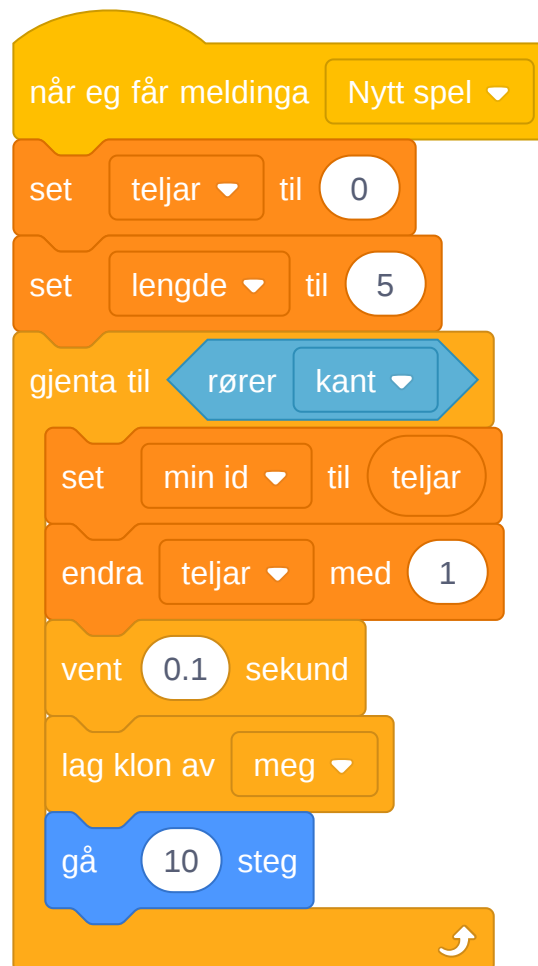 når eg får meldinga Nytt spel
set teljar til 0
set lengde til 5
gjenta til rører kant
set min id til teljar
endra teljar med 1
vent 0.1 sekund
lag klon av meg
gå 10 steg